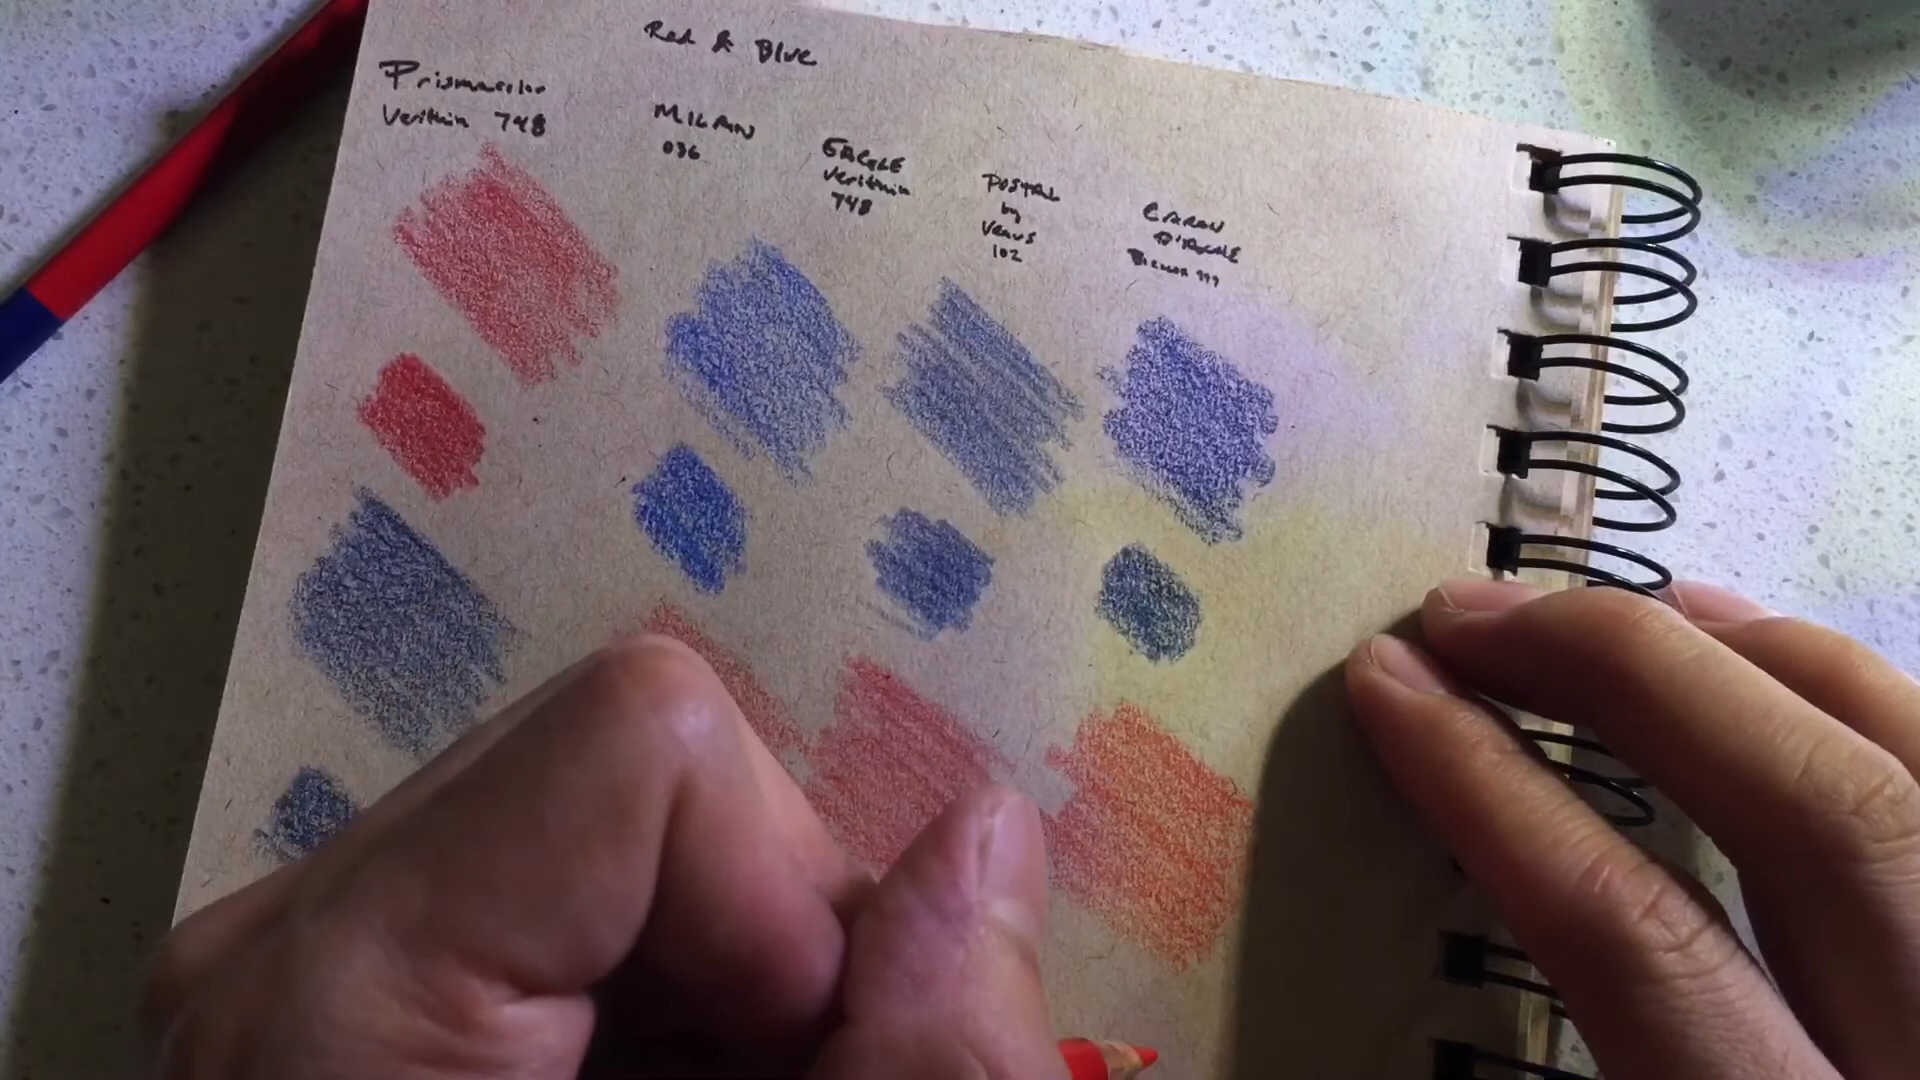 Red & Blue
Prismacolor
Verithin 748
MILAN
036
EAGLE
Verithin
748
POSTAL
by
Venus
102
CARAN
D'ACHE
Bicolor 999